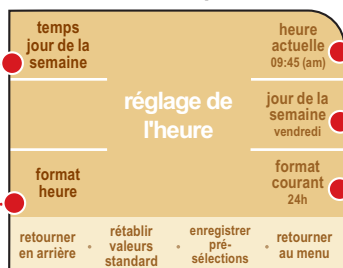 temps
jour de la
semaine
heure
actuelle
09:45 (am)
réglage de
l'heure
jour de la
semaine
vendredi
format
heure
format
courant
24h
retourner
en arrière
rétablir
valeurs
standard
enregistrer
pré-
sélections
retourner
au menu